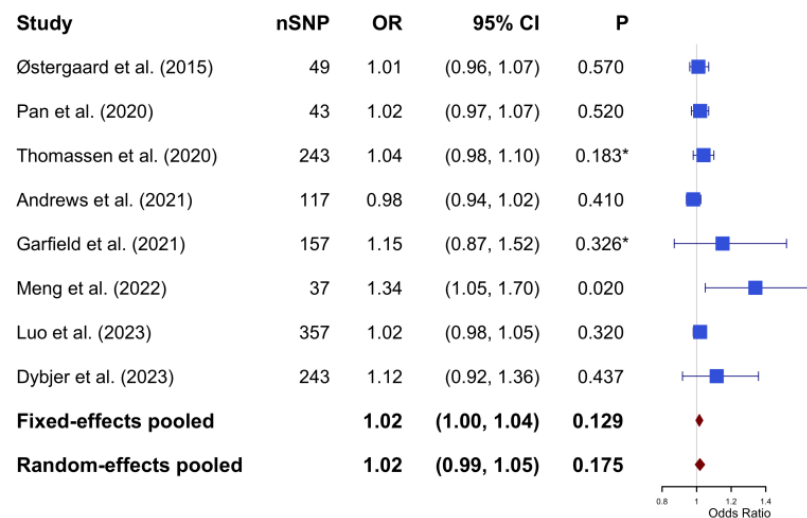 Study nSNP OR 95% CI P
Østergaard et al. (2015) 49 1.01 (0.96, 1.07) 0.570
Pan et al. (2020) 43 1.02 (0.97, 1.07) 0.520
Thomassen et al. (2020) 243 1.04 (0.98, 1.10) 0.183*
Andrews et al. (2021) 117 0.98 (0.94, 1.02) 0.410
Garfield et al. (2021) 157 1.15 (0.87, 1.52) 0.326*
Meng et al. (2022) 37 1.34 (1.05, 1.70) 0.020
Luo et al. (2023) 357 1.02 (0.98, 1.05) 0.320
Dybjer et al. (2023) 243 1.12 (0.92, 1.36) 0.437
Fixed-effects pooled 1.02 (1.00, 1.04) 0.129
Random-effects pooled 1.02 (0.99, 1.05) 0.175
0.8 1 1.2 1.4
Odds Ratio